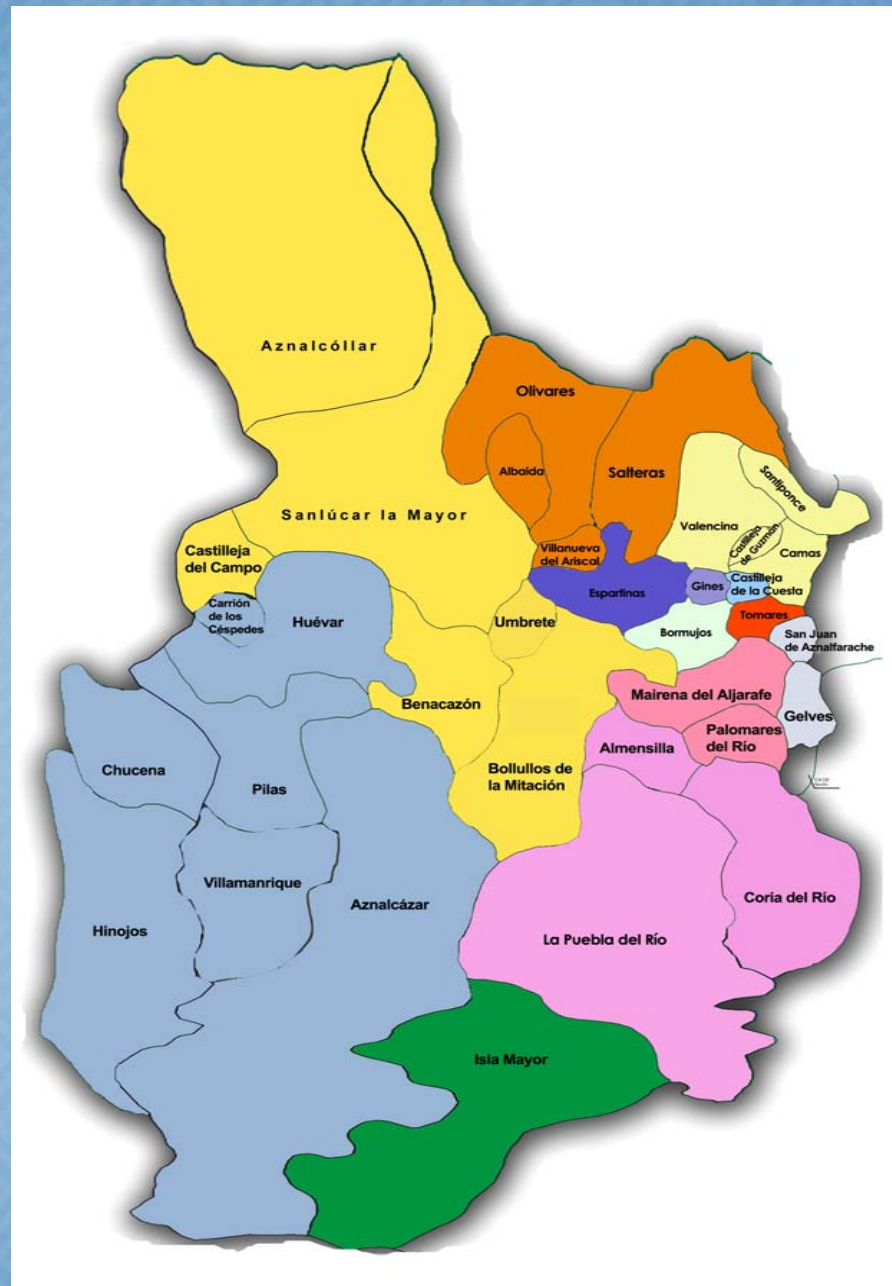 Aznalcóllar
Olivares
Albaida
Salteras
Santiponce
Sanlúcar la Mayor
Valencina
Castilleja
de Guzmán
Camas
Castilleja
del Campo
Villanueva
del Ariscal
Espartinas
Gines
Castilleja
de la Cuesta
Carrión
de los
Céspedes
Huévar
Umbrete
Bormujos
Tomares
San Juan
de Aznalfarache
Benacazón
Mairena del Aljarafe
Gelves
Palomares
del Río
Almensilla
Chucena
Pilas
Bollullos de
la Mitación
Villamanrique
Aznalcázar
Coria del Río
Hinojos
La Puebla del Río
Isla Mayor